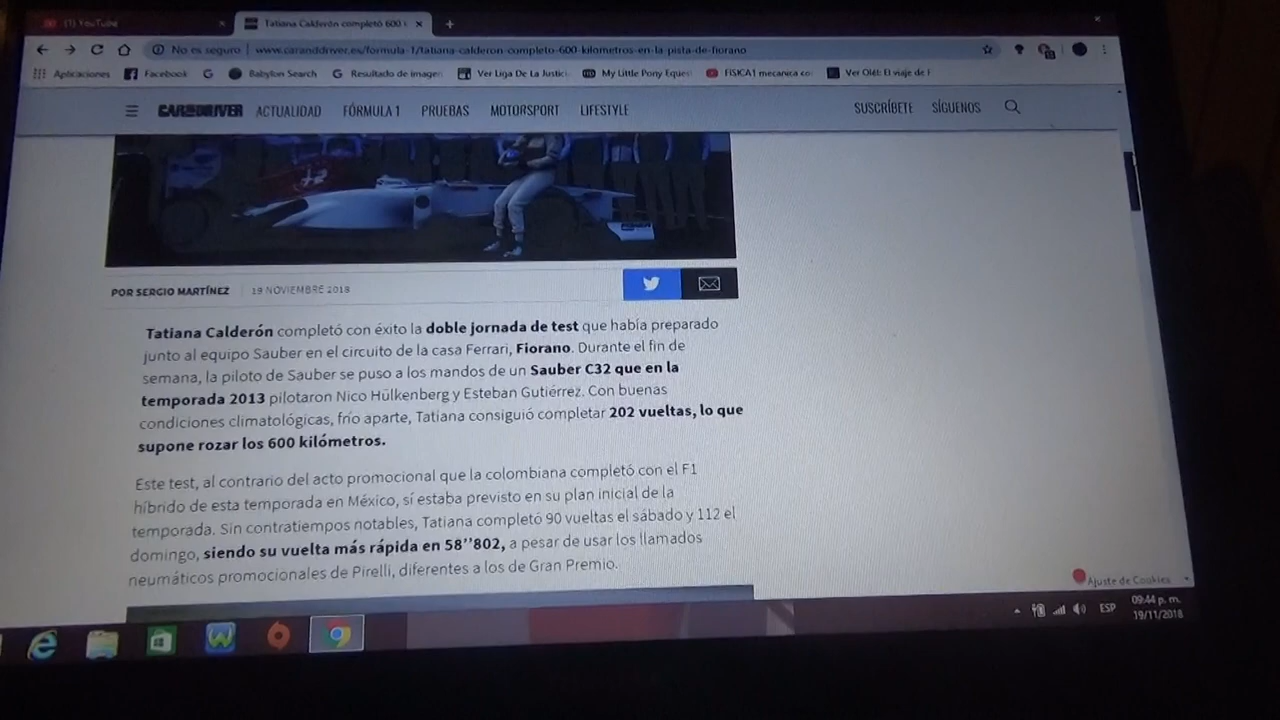 (1) YouTube
Tatiana Calderón completó 600
No es seguro | www.caranddriver.es/formula-1/tatiana-calderon-completo-600-kilometros-en-la-pista-de-fiorano
Aplicaciones Facebook Babylon Search Resultado de imagen Ver Liga De La Justici My Little Pony Eques FISICA1 mecanica co Ver Olé!: El viaje de F
CAR AND DRIVER ACTUALIDAD FÓRMULA 1 PRUEBAS MOTORSPORT LIFESTYLE SUSCRÍBETE SÍGUENOS
POR SERGIO MARTÍNEZ 19 NOVIEMBRE 2018
Tatiana Calderón completó con éxito la doble jornada de test que había preparado
junto al equipo Sauber en el circuito de la casa Ferrari, Fiorano. Durante el fin de
semana, la piloto de Sauber se puso a los mandos de un Sauber C32 que en la
temporada 2013 pilotaron Nico Hülkenberg y Esteban Gutiérrez. Con buenas
condiciones climatológicas, frío aparte, Tatiana consiguió completar 202 vueltas, lo que
supone rozar los 600 kilómetros.
Este test, al contrario del acto promocional que la colombiana completó con el F1
híbrido de esta temporada en México, sí estaba previsto en su plan inicial de la
temporada. Sin contratiempos notables, Tatiana completó 90 vueltas el sábado y 112 el
domingo, siendo su vuelta más rápida en 58’’802, a pesar de usar los llamados
neumáticos promocionales de Pirelli, diferentes a los de Gran Premio.
Ajuste de Cookies
ESP
09:44 p. m.
19/11/2018